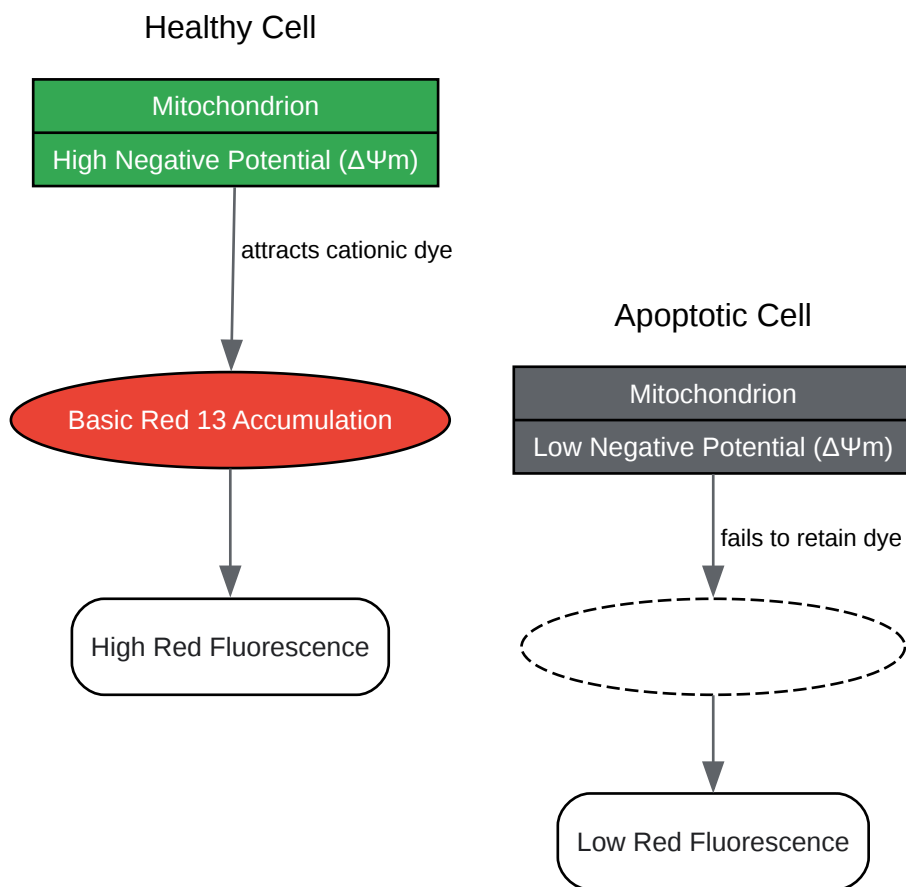 Healthy Cell
Mitochondrion
High Negative Potential (ΔΨm)
attracts cationic dye
Basic Red 13 Accumulation
High Red Fluorescence
Apoptotic Cell
Mitochondrion
Low Negative Potential (ΔΨm)
fails to retain dye
Low Red Fluorescence